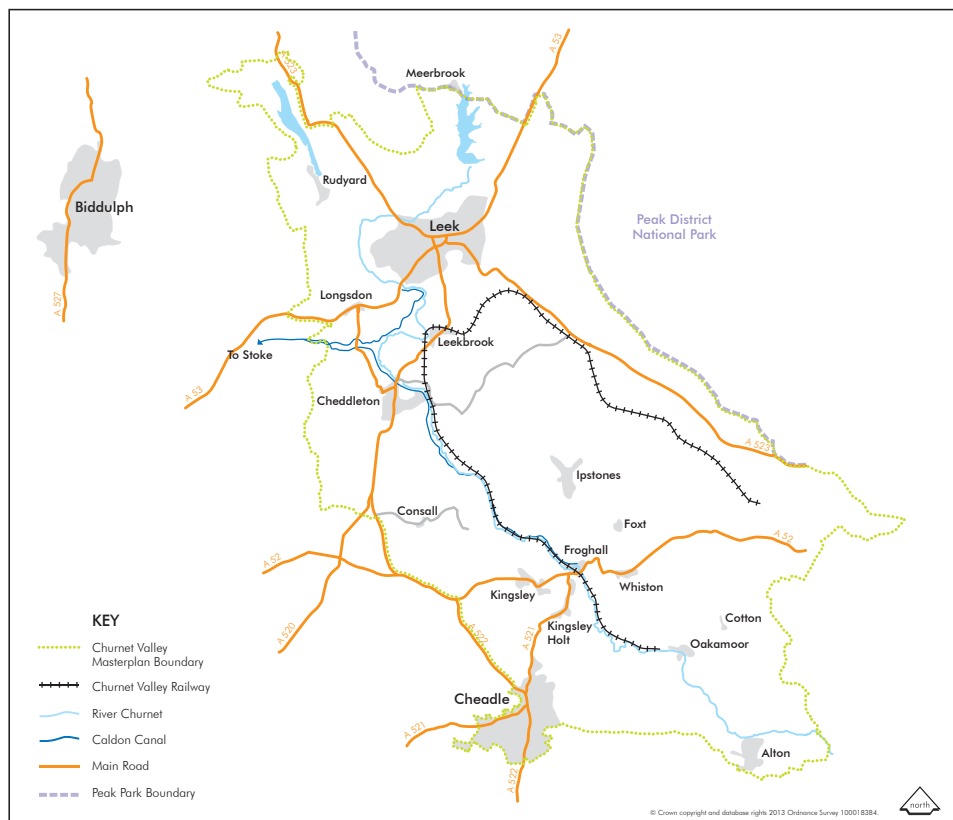 A 53
A 523
Meerbrook
Rudyard
Biddulph
Peak District
National Park
Leek
Longsdon
A 527
Leekbrook
To Stoke
A 53
Cheddleton
A 523
Ipstones
Consall
Foxt
A 52
Froghall
A 52
Kingsley
Whiston
Kingsley
Holt
Cotton
A 520
A 522
A 521
Oakamoor
Cheadle
A 521
Alton
A 522
KEY
Churnet Valley
Masterplan Boundary
Churnet Valley Railway
River Churnet
Caldon Canal
Main Road
Peak Park Boundary
north
© Crown copyright and database rights 2013 Ordnance Survey 100018384.